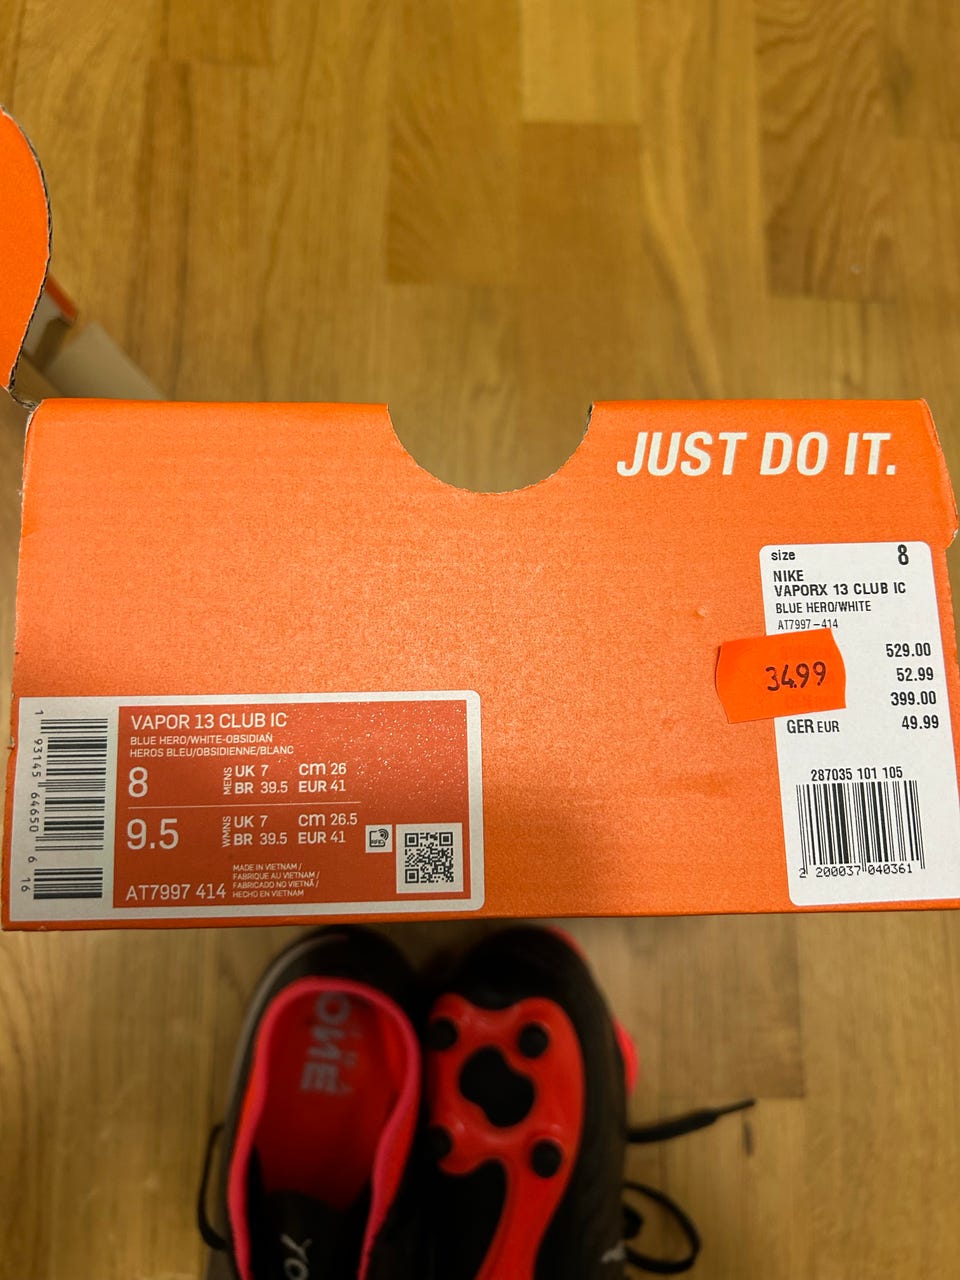 JUST DO IT.
size 8
NIKE
VAPORX 13 CLUB IC
BLUE HERO/WHITE
AT7997-414
529.00
52.99
399.00
GER EUR 49.99
34.99
287035 101 105
2 200037 040361
VAPOR 13 CLUB IC
BLUE HERO/WHITE-OBSIDIAN
HEROS BLEU/OBSIDIENNE/BLANC
8 MENS UK 7 cm 26
BR 39.5 EUR 41
9.5 WMNS UK 7 cm 26.5
BR 39.5 EUR 41
RFID
MADE IN VIETNAM /
FABRIQUE AU VIETNAM /
FABRICADO NO VIETNÃ /
HECHO EN VIETNAM
AT7997 414
1 93145 64650 6 16